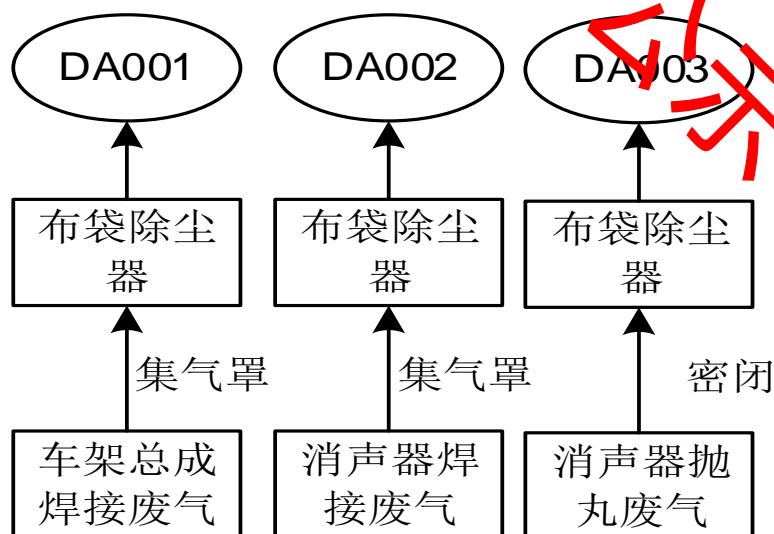 DA001
DA002
DA003
布袋除尘
器
布袋除尘
器
布袋除尘
器
集气罩
集气罩
密闭
车架总成
焊接废气
消声器焊
接废气
消声器抛
丸废气